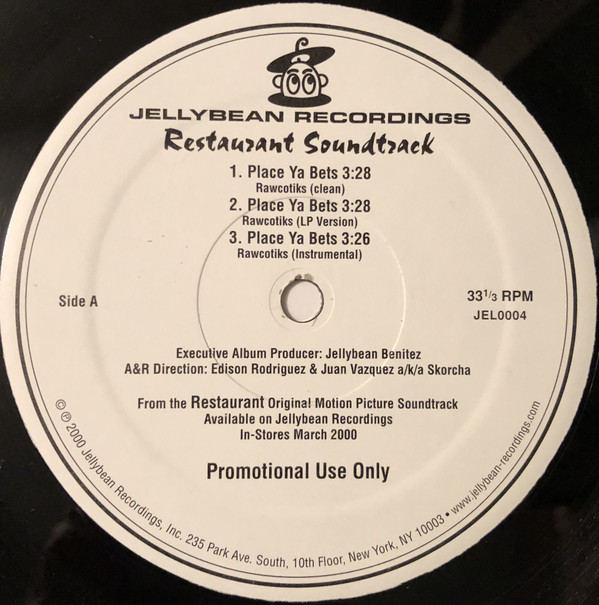 JELLYBEAN RECORDINGS
Restaurant Soundtrack
1. Place Ya Bets 3:28
Rawcotiks (clean)
2. Place Ya Bets 3:28
Rawcotiks (LP Version)
3. Place Ya Bets 3:26
Rawcotiks (Instrumental)
Side A
33 1/3 RPM
JEL0004
Executive Album Producer: Jellybean Benitez
A&R Direction: Edison Rodriguez & Juan Vazquez a/k/a Skorcha
From the Restaurant Original Motion Picture Soundtrack
Available on Jellybean Recordings
In-Stores March 2000
Promotional Use Only
© ℗ 2000 Jellybean Recordings, Inc. 235 Park Ave. South, 10th Floor, New York, NY 10003 • www.jellybean-recordings.com